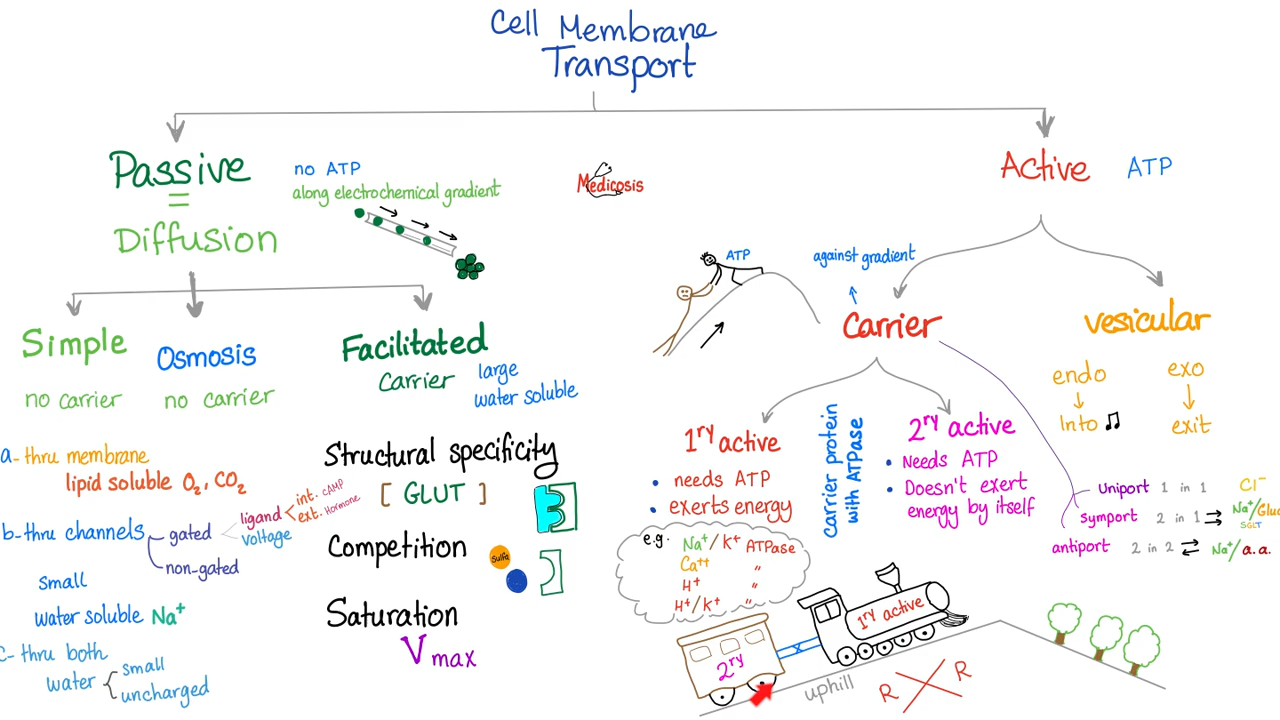 Cell Membrane
Transport
Passive
=
Diffusion
no ATP
along electrochemical gradient
Medicosis
Active
ATP
Simple
no carrier
Osmosis
no carrier
Facilitated
Carrier
large
water soluble
a- thru membrane
lipid soluble O₂, CO₂
b- thru channels
gated
ligand
int. cAMP
ext. Hormone
voltage
non-gated
small
water soluble Na⁺
c- thru both
water
small
uncharged
Structural specificity
[ GLUT ]
Competition
Sulfa
Saturation
Vmax
ATP
against gradient
Carrier
vesicular
endo
Into
exo
exit
1ʳʸ active
• needs ATP
• exerts energy
Carrier protein
with ATPase
2ʳʸ active
• Needs ATP
• Doesn't exert
energy by itself
e.g. Na⁺/K⁺ ATPase
Ca⁺⁺ "
H⁺ "
H⁺/K⁺ "
Uniport 1 in 1 Cl⁻
symport 2 in 1 ⇉ Na⁺/Gluc
SGLT
antiport 2 in 2 ⇄ Na⁺/a.a.
1ʳʸ active
2ʳʸ
uphill
R R